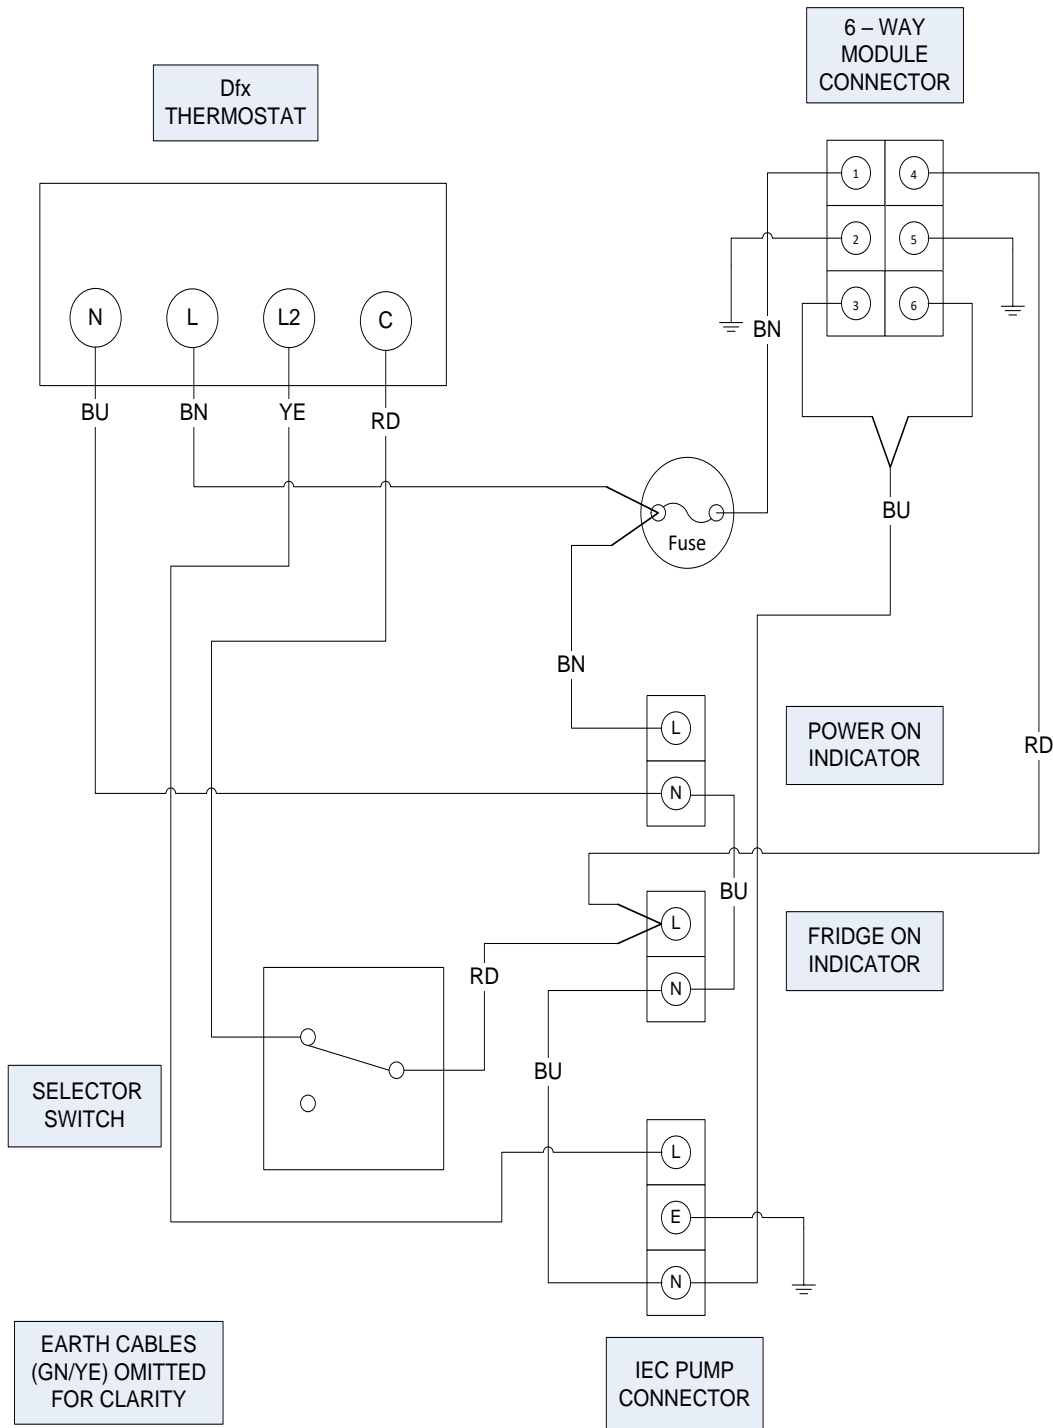 6 – WAY
MODULE
CONNECTOR
Dfx
THERMOSTAT
1
4
2
5
3
6
N
L
L2
C
BN
BU
BN
YE
RD
Fuse
BU
BN
L
POWER ON
INDICATOR
RD
N
BU
L
FRIDGE ON
INDICATOR
RD
N
BU
SELECTOR
SWITCH
L
E
N
EARTH CABLES
(GN/YE) OMITTED
FOR CLARITY
IEC PUMP
CONNECTOR